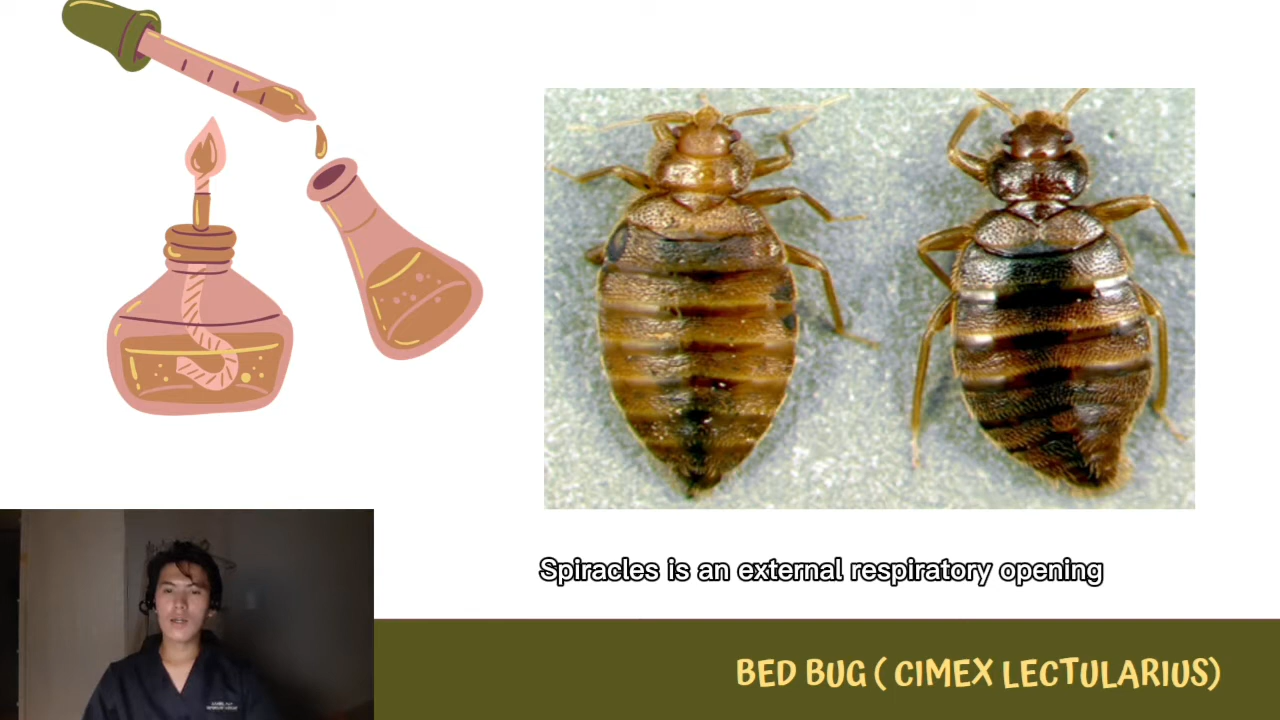 Spiracles is an external respiratory opening
BED BUG ( CIMEX LECTULARIUS)